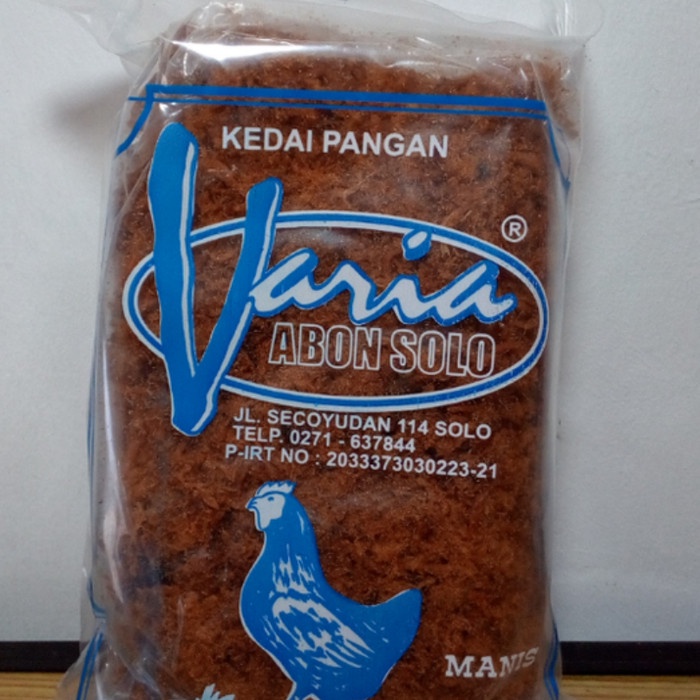 KEDAI PANGAN
Varia ®
ABON SOLO
JL. SECOYUDAN 114 SOLO
TELP. 0271 - 637844
P-IRT NO : 2033373030223-21
MANIS